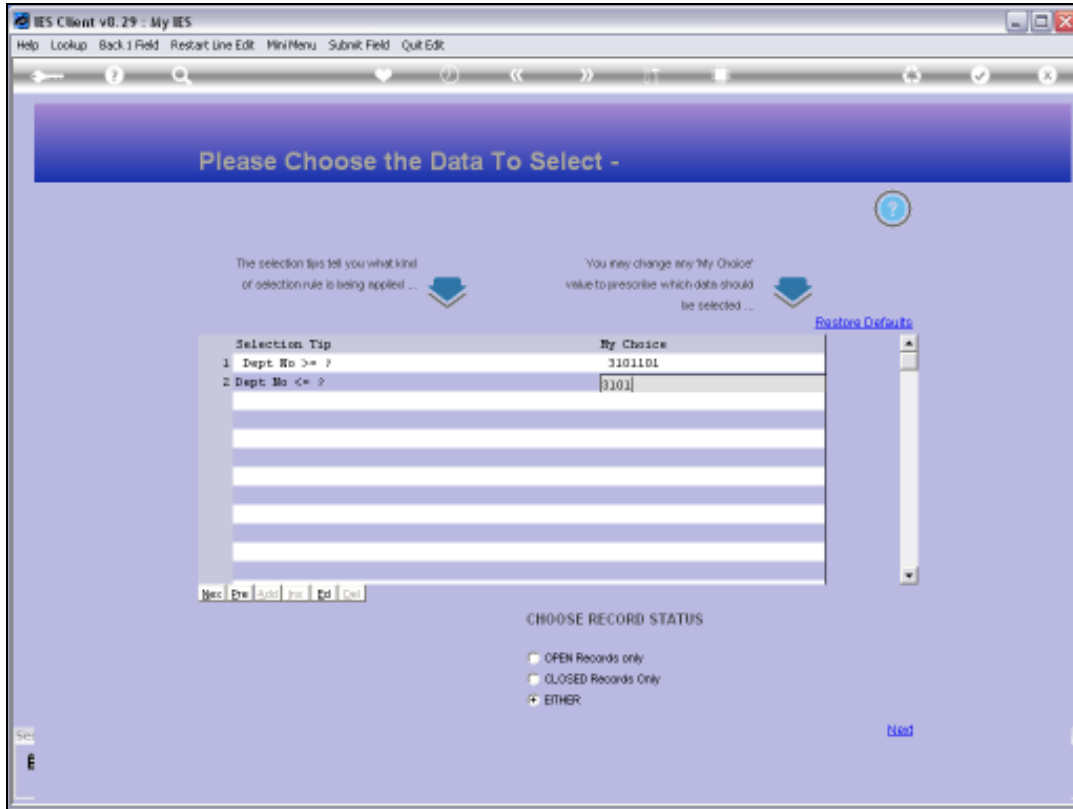 IES Client v8.29 : My IES
Help Lookup Back 1 Field Restart Line Edit MiniMenu Submit Field Quit Edit
Please Choose the Data To Select -
The selection tips tell you what kind
of selection rule is being applied ...
You may change any 'My Choice'
value to prescribe which data should
be selected ...
Restore Defaults
Selection Tip My Choice
1 Dept No >= ? 3101101
2 Dept No <= ? 3101
Nex Pre Add Ins Ed Del
CHOOSE RECORD STATUS
OPEN Records only
CLOSED Records Only
EITHER
Next